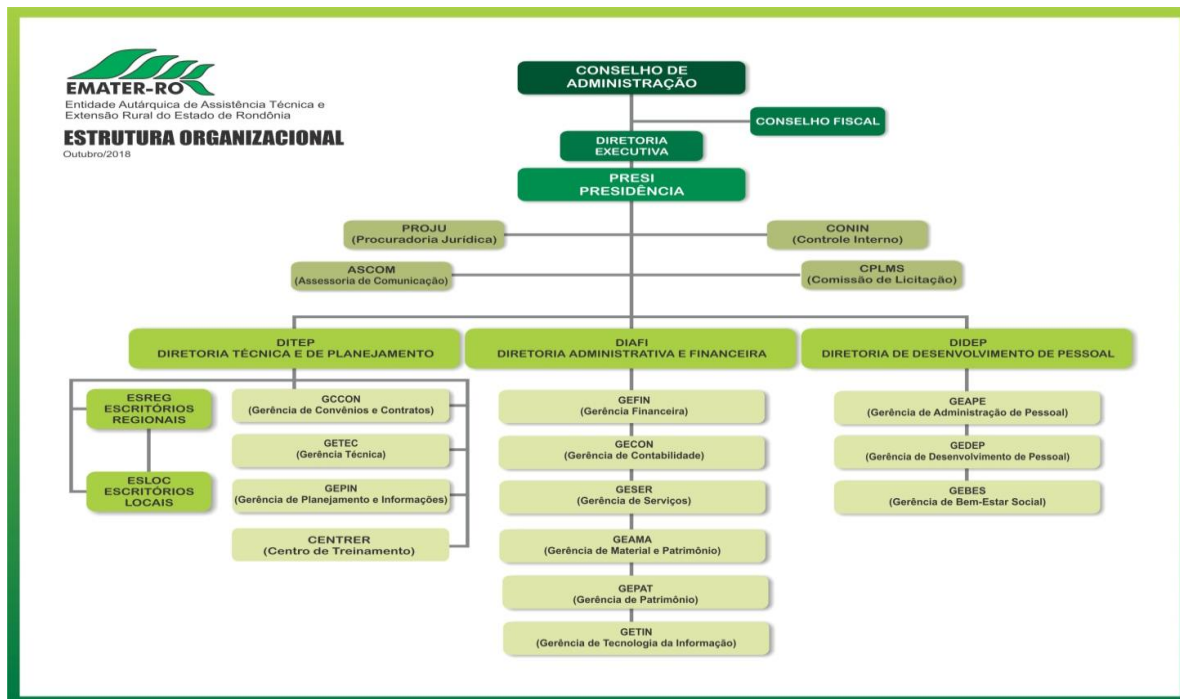 EMATER-RO
Entidade Autárquica de Assistência Técnica e
Extensão Rural do Estado de Rondônia
ESTRUTURA ORGANIZACIONAL
Outubro/2018
CONSELHO DE
ADMINISTRAÇÃO
CONSELHO FISCAL
DIRETORIA
EXECUTIVA
PRESI
PRESIDÊNCIA
PROJU
(Procuradoria Jurídica)
CONIN
(Controle Interno)
ASCOM
(Assessoria de Comunicação)
CPLMS
(Comissão de Licitação)
DITEP
DIRETORIA TÉCNICA E DE PLANEJAMENTO
DIAFI
DIRETORIA ADMINISTRATIVA E FINANCEIRA
DIDEP
DIRETORIA DE DESENVOLVIMENTO DE PESSOAL
ESREG
ESCRITÓRIOS
REGIONAIS
ESLOC
ESCRITÓRIOS
LOCAIS
GCCON
(Gerência de Convênios e Contratos)
GETEC
(Gerência Técnica)
GEPIN
(Gerência de Planejamento e Informações)
CENTRER
(Centro de Treinamento)
GEFIN
(Gerência Financeira)
GECON
(Gerência de Contabilidade)
GESER
(Gerência de Serviços)
GEAMA
(Gerência de Material e Patrimônio)
GEPAT
(Gerência de Patrimônio)
GETIN
(Gerência de Tecnologia da Informação)
GEAPE
(Gerência de Administração de Pessoal)
GEDEP
(Gerência de Desenvolvimento de Pessoal)
GEBES
(Gerência de Bem-Estar Social)